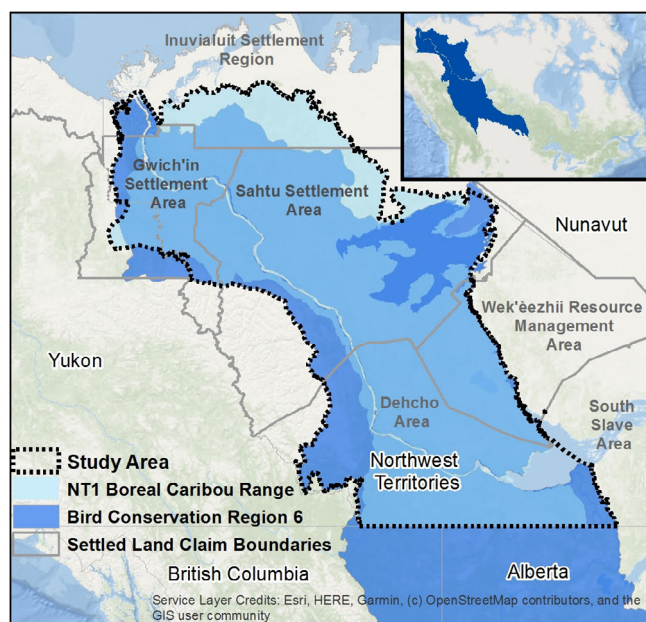 Inuvialuit Settlement
Region
Gwich'in
Settlement
Area
Sahtu Settlement
Area
Nunavut
Wek'èezhii Resource
Management
Area
Yukon
Dehcho
Area
South
Slave
Area
Northwest
Territories
Study Area
NT1 Boreal Caribou Range
Bird Conservation Region 6
Settled Land Claim Boundaries
British Columbia
Alberta
Service Layer Credits: Esri, HERE, Garmin, (c) OpenStreetMap contributors, and the
GIS user community